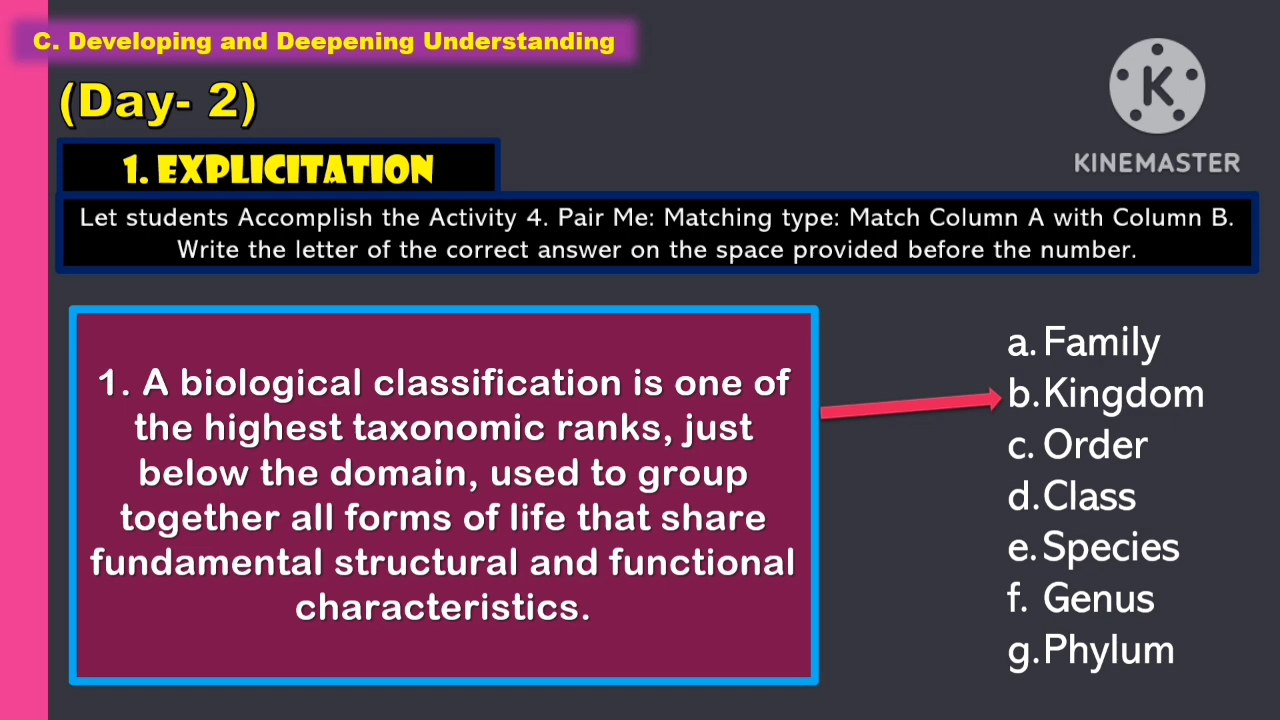 C. Developing and Deepening Understanding
(Day- 2)
K
KINEMASTER
1. EXPLICITATION
Let students Accomplish the Activity 4. Pair Me: Matching type: Match Column A with Column B.
Write the letter of the correct answer on the space provided before the number.
1. A biological classification is one of
the highest taxonomic ranks, just
below the domain, used to group
together all forms of life that share
fundamental structural and functional
characteristics.
a. Family
b. Kingdom
c. Order
d. Class
e. Species
f. Genus
g. Phylum